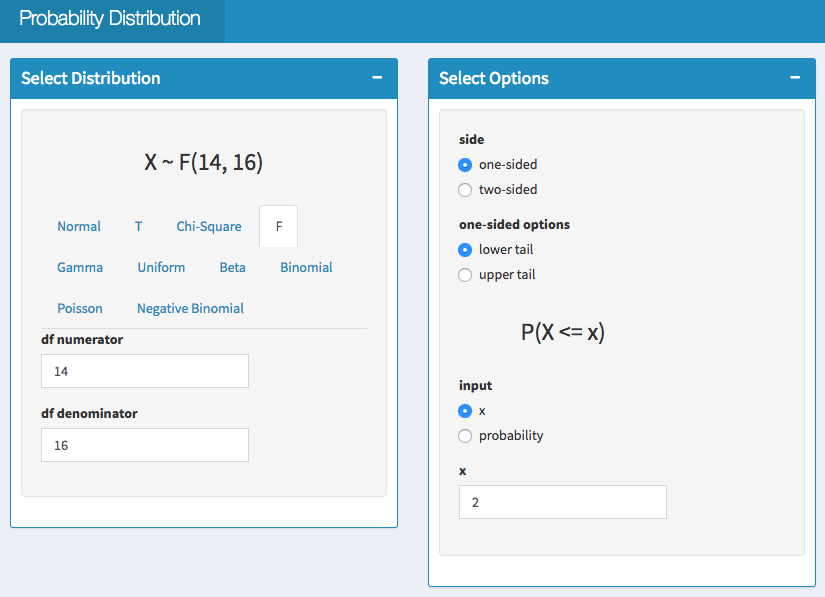 Probability Distribution
Select Distribution
X ~ F(14, 16)
Normal T Chi-Square F
Gamma Uniform Beta Binomial
Poisson Negative Binomial
df numerator
14
df denominator
16
Select Options
side
one-sided
two-sided
one-sided options
lower tail
upper tail
P(X <= x)
input
x
probability
x
2